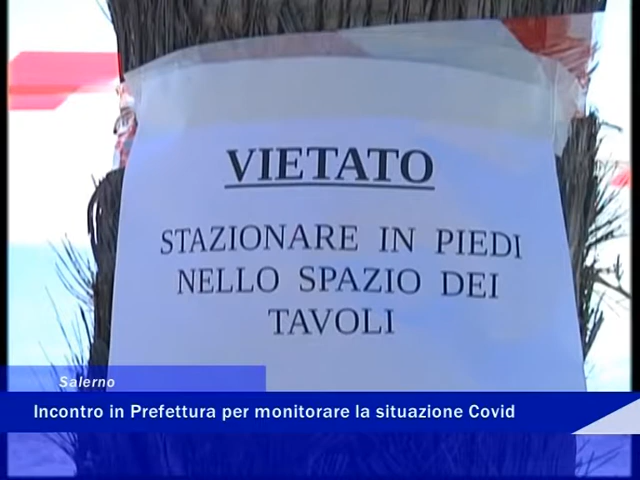 VIETATO
STAZIONARE IN PIEDI
NELLO SPAZIO DEI
TAVOLI
Salerno
Incontro in Prefettura per monitorare la situazione Covid